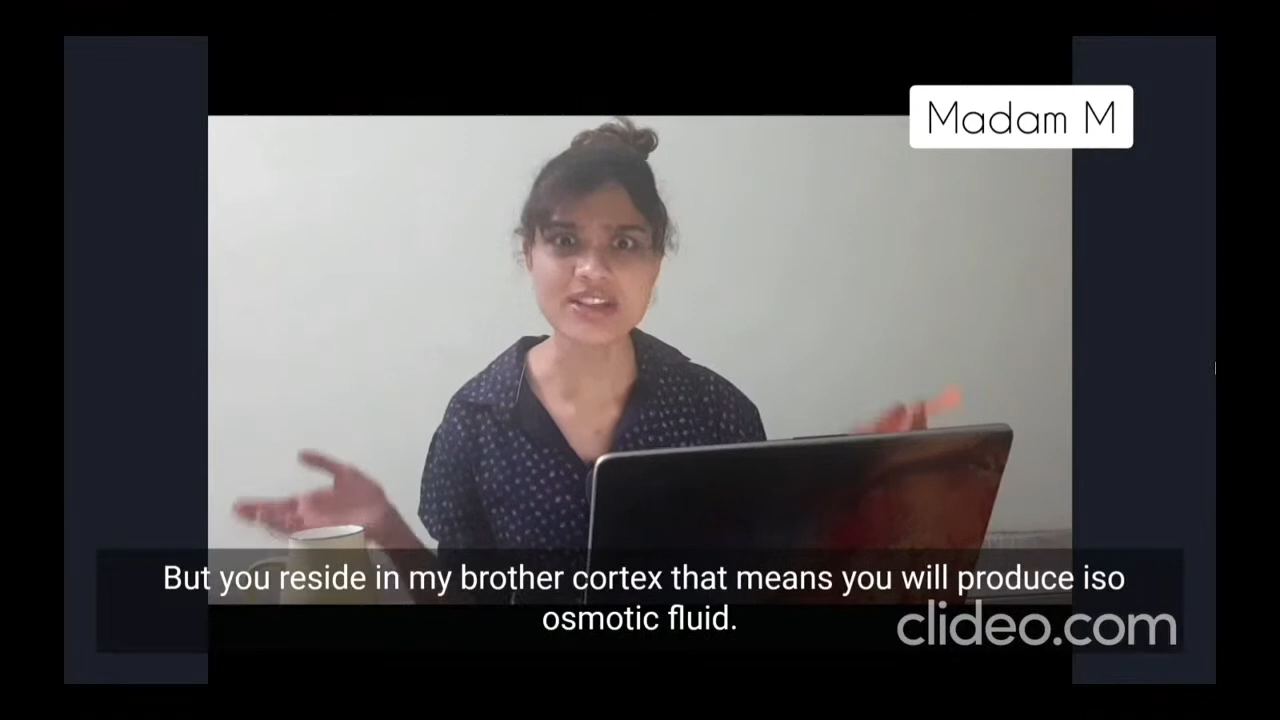 Madam M
But you reside in my brother cortex that means you will produce iso
osmotic fluid.
clideo.com